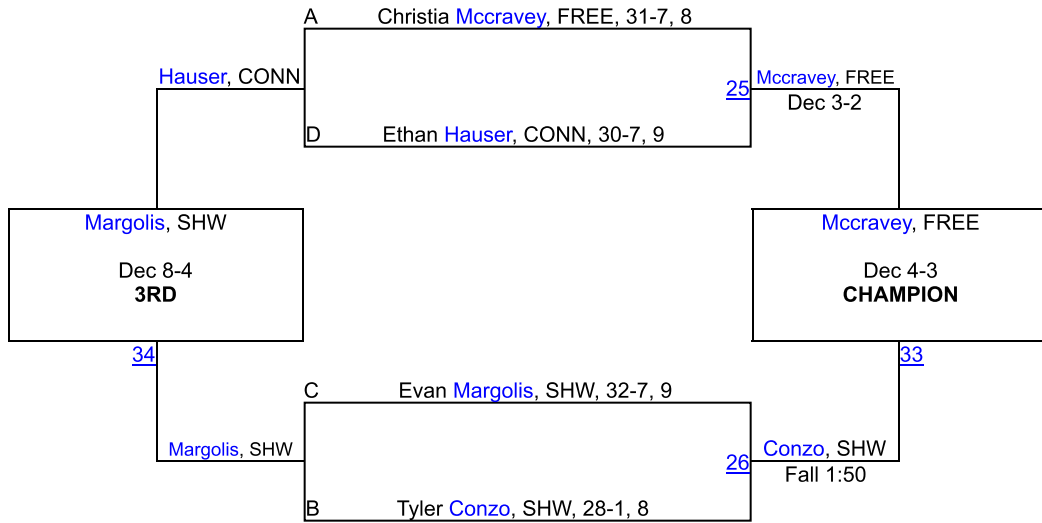 A Christia Mccravey, FREE, 31-7, 8
Hauser, CONN
25 Mccravey, FREE
Dec 3-2
D Ethan Hauser, CONN, 30-7, 9
Margolis, SHW
Dec 8-4
3RD
Mccravey, FREE
Dec 4-3
CHAMPION
34
33
C Evan Margolis, SHW, 32-7, 9
Margolis, SHW
26 Conzo, SHW
Fall 1:50
B Tyler Conzo, SHW, 28-1, 8